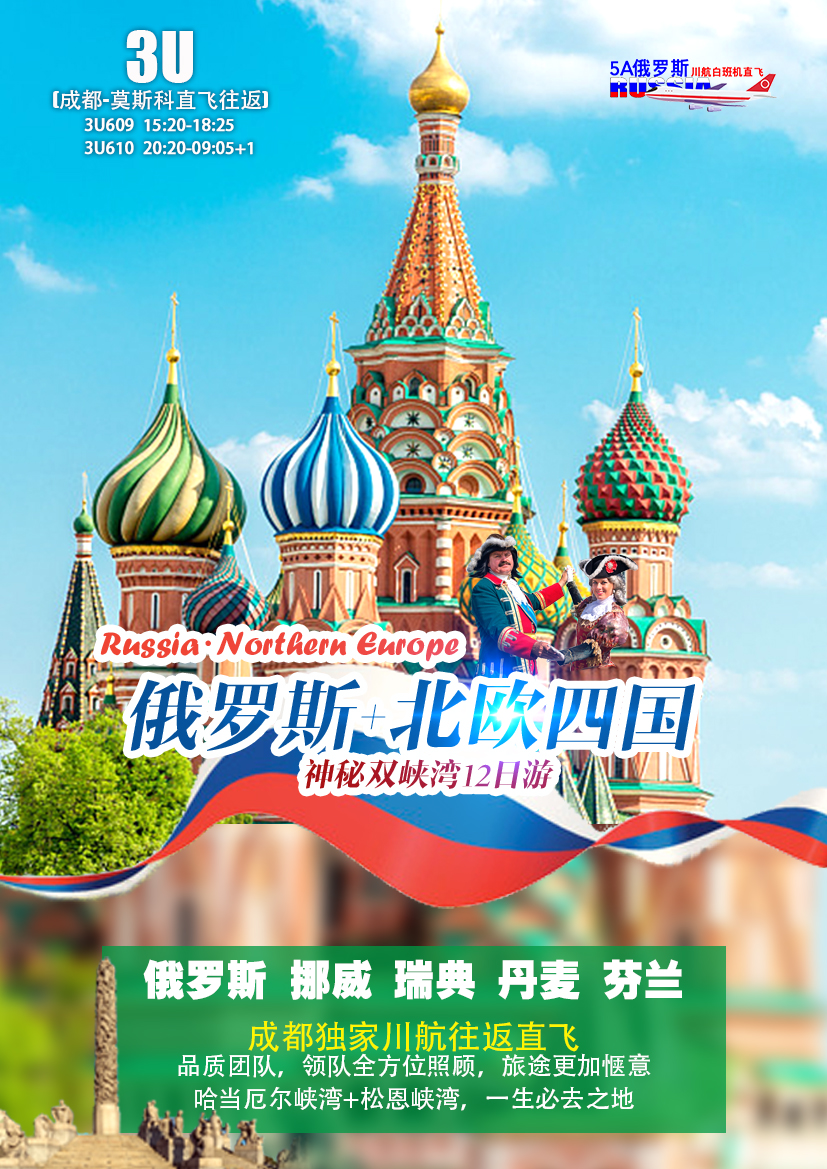 3U
(成都-莫斯科直飞往返)
3U609 15:20-18:25
3U610 20:20-09:05+1
5A俄罗斯川航白班机直飞
RUSSIA
Russia·Northern Europe
俄罗斯+北欧四国
神秘双峡湾12日游
俄罗斯 挪威 瑞典 丹麦 芬兰
成都独家川航往返直飞
品质团队，领队全方位照顾，旅途更加惬意
哈当厄尔峡湾+松恩峡湾，一生必去之地